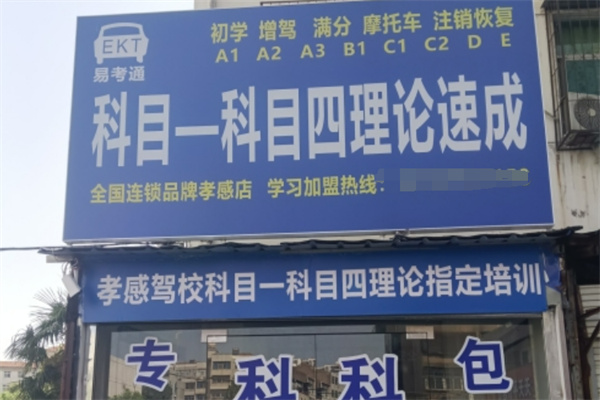 EKT
易考通
初学 增驾 满分 摩托车 注销恢复
A1 A2 A3 B1 C1 C2 D E
科目一科目四理论速成
全国连锁品牌孝感店 学习加盟热线:
孝感驾校科目一科目四理论指定培训
专 科 科 包